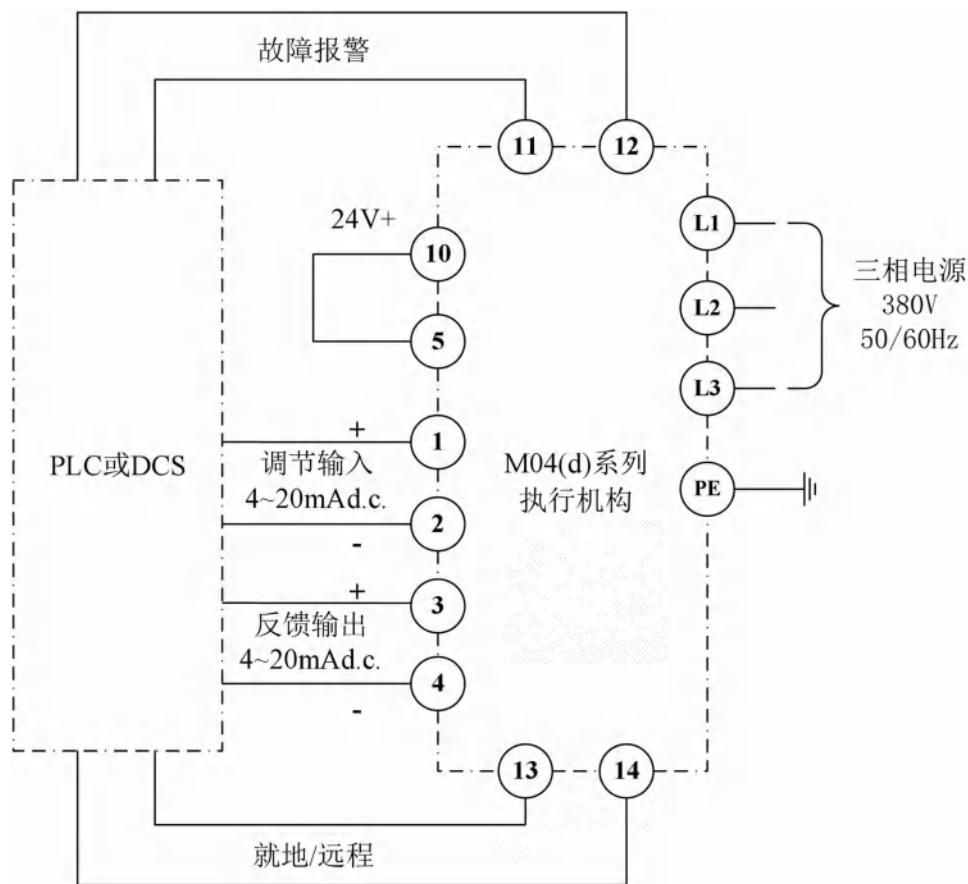 故障报警
11
12
24V+
10
L1
5
L2
三相电源
380V
50/60Hz
L3
+
1
PLC或DCS
调节输入
4~20mAd.c.
M04(d)系列
执行机构
PE
2
-
+
3
反馈输出
4~20mAd.c.
4
-
13
14
就地/远程